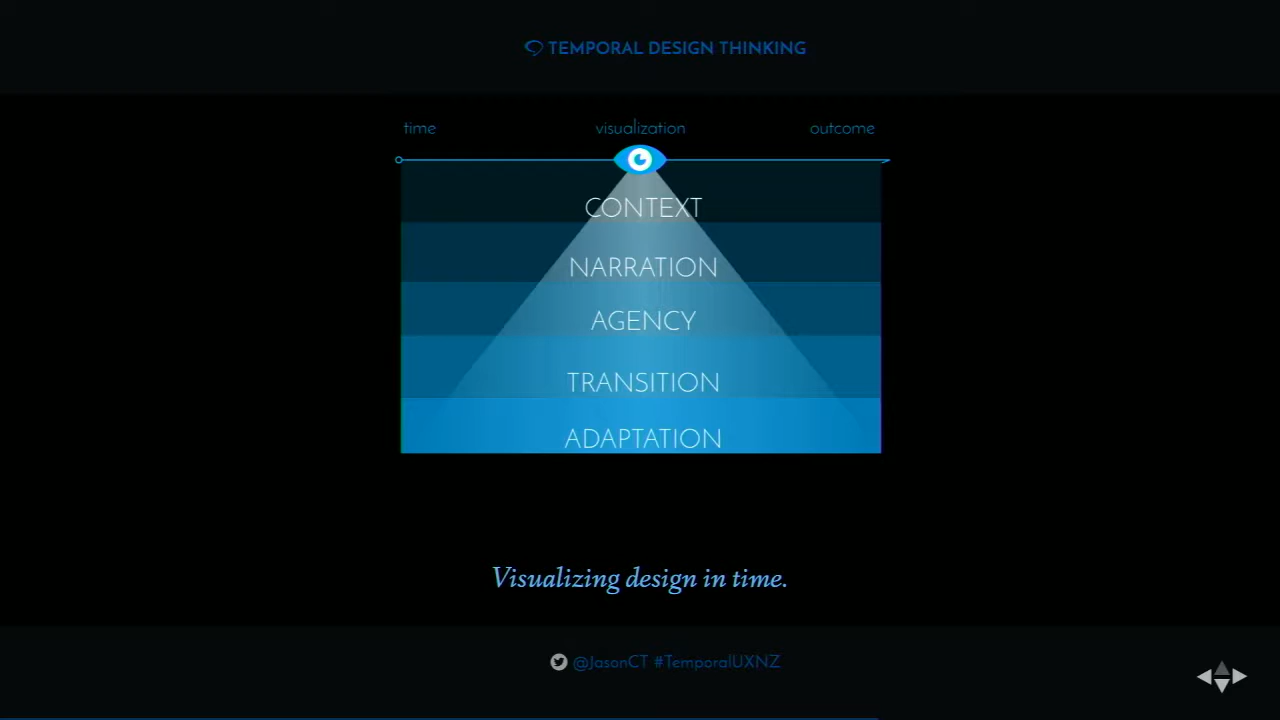 TEMPORAL DESIGN THINKING
time visualization outcome
CONTEXT
NARRATION
AGENCY
TRANSITION
ADAPTATION
Visualizing design in time.
@JasonCT #TemporalUXNZ